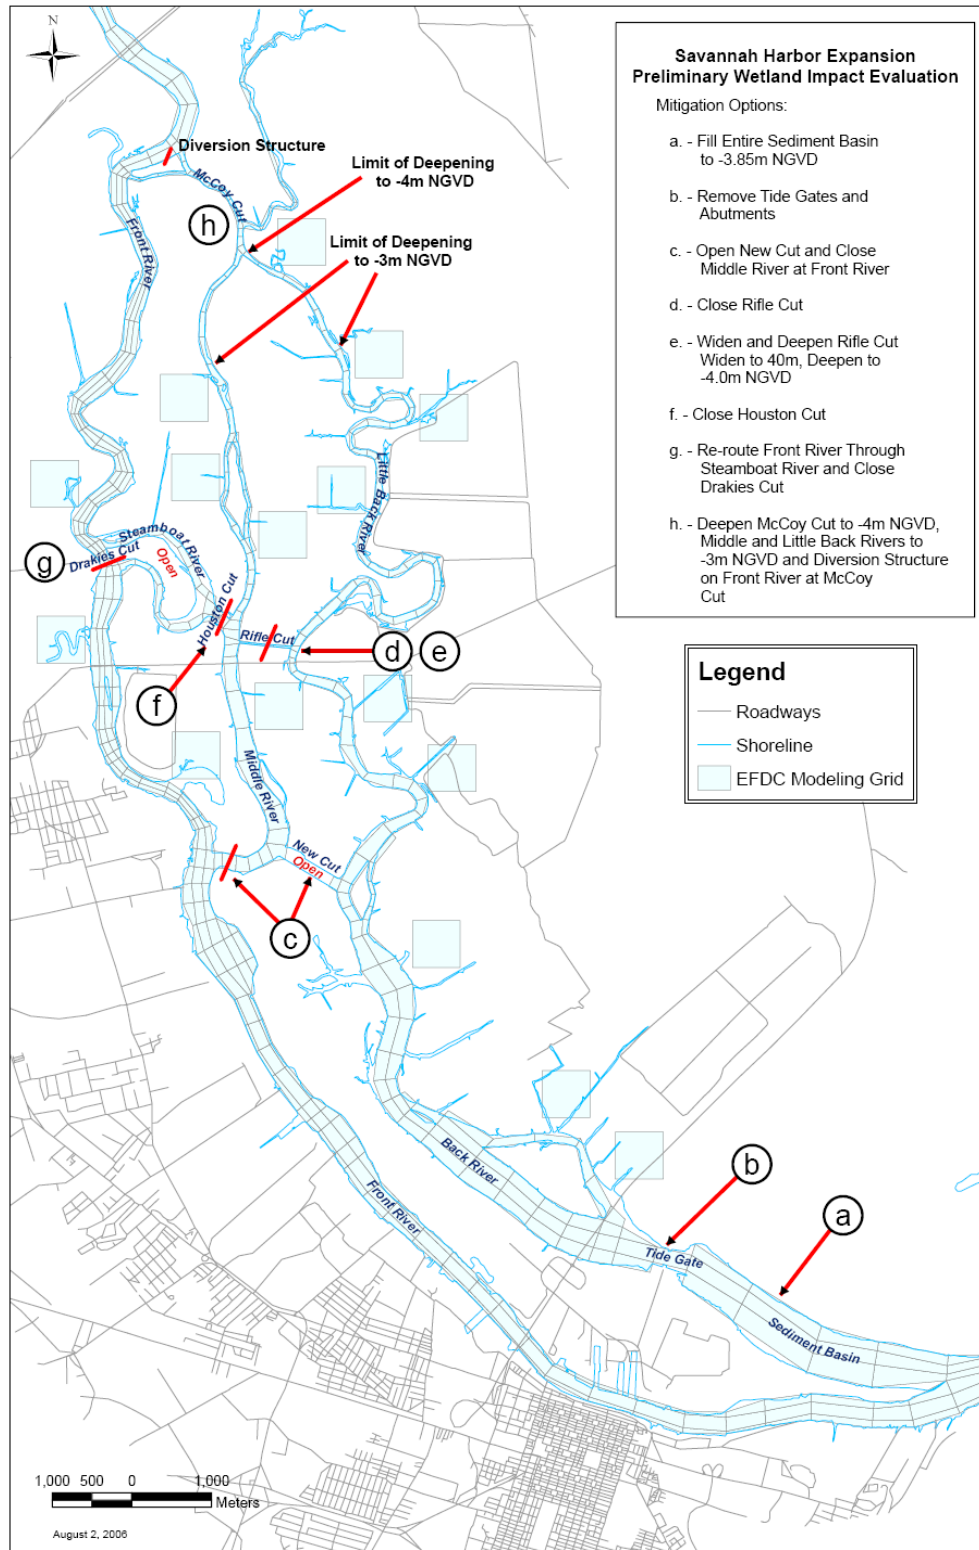 N
Savannah Harbor Expansion
Preliminary Wetland Impact Evaluation
Mitigation Options:
a. - Fill Entire Sediment Basin
to -3.85m NGVD
b. - Remove Tide Gates and
Abutments
c. - Open New Cut and Close
Middle River at Front River
d. - Close Rifle Cut
e. - Widen and Deepen Rifle Cut
Widen to 40m, Deepen to
-4.0m NGVD
f. - Close Houston Cut
g. - Re-route Front River Through
Steamboat River and Close
Drakies Cut
h. - Deepen McCoy Cut to -4m NGVD,
Middle and Little Back Rivers to
-3m NGVD and Diversion Structure
on Front River at McCoy
Cut
Diversion Structure
Limit of Deepening
to -4m NGVD
McCoy Cut
h
Limit of Deepening
to -3m NGVD
Front River
Little Back River
Steamboat River
Drakies Cut
Open
g
Houston Cut
Rifle Cut
d
e
f
Legend
Roadways
Shoreline
EFDC Modeling Grid
Middle River
New Cut
Open
c
Back River
Front River
b
a
Tide Gate
Sediment Basin
1,000 500 0 1,000
Meters
August 2, 2006